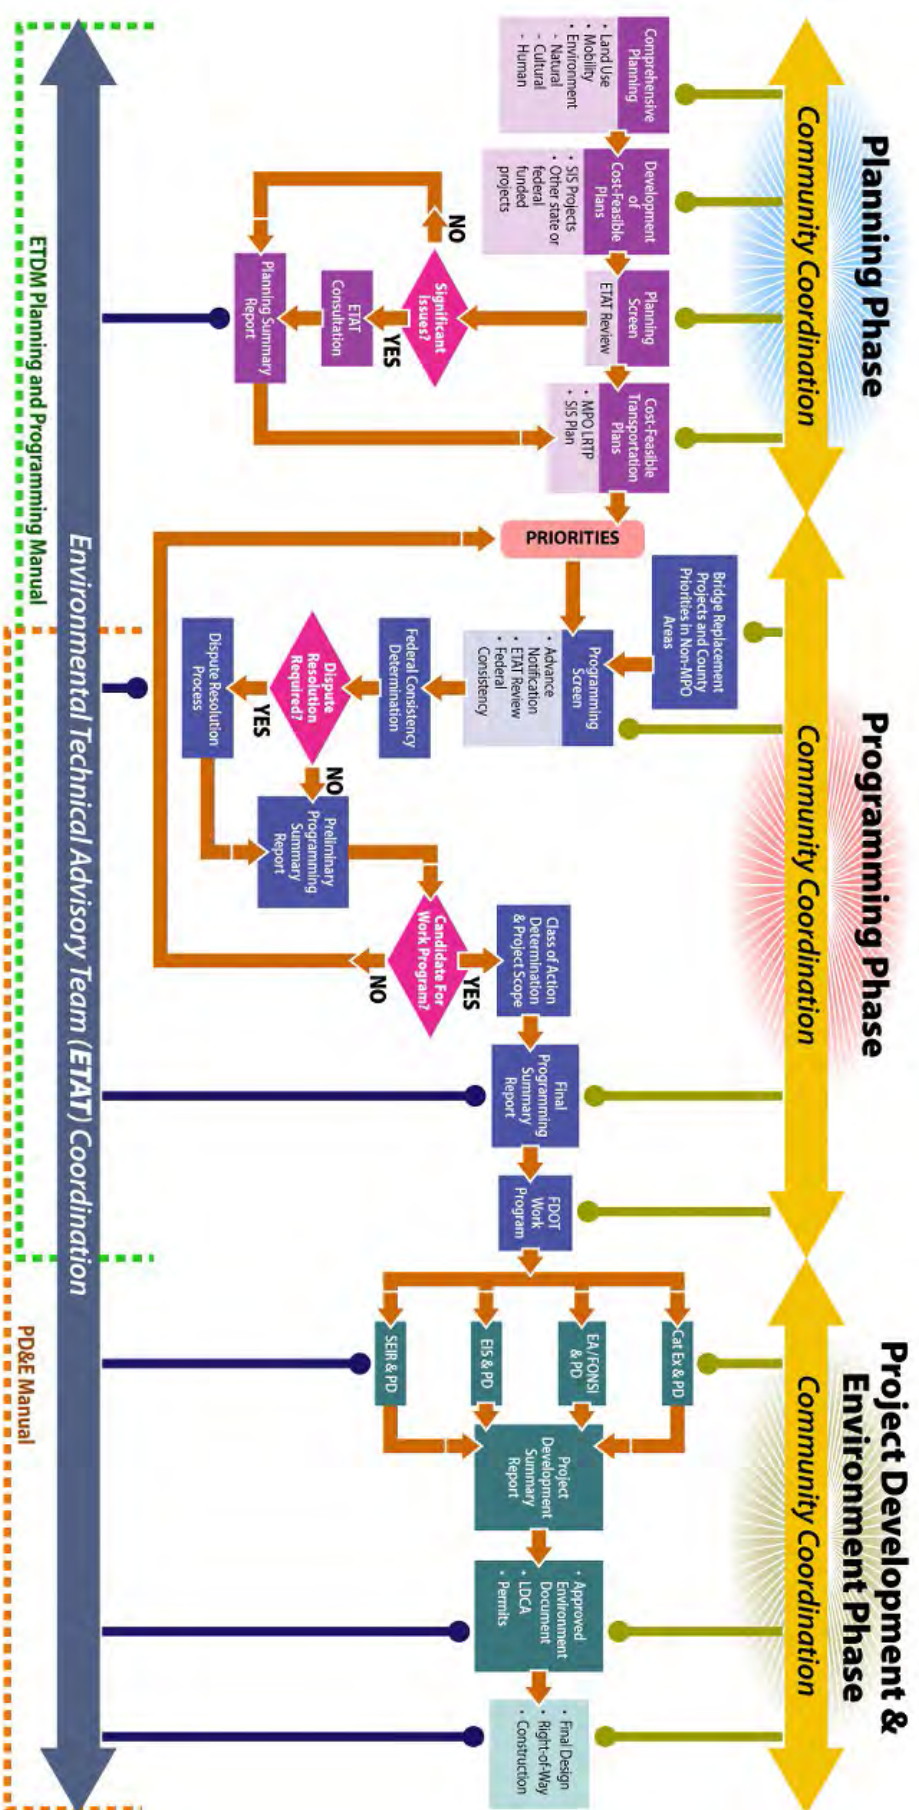 Planning Phase
Programming Phase
Project Development &
Environment Phase
Community Coordination
Community Coordination
Community Coordination
Comprehensive
Planning
• Land Use
• Mobility
• Environment
- Natural
- Cultural
- Human
Development
of
Cost-Feasible
Plans
• SIS Projects
• Other state or
federal
funded
projects
Planning
Screen
ETAT Review
Cost-Feasible
Transportation
Plans
• MPO LRTP
• SIS Plan
Significant
issues?
NO
YES
ETAT
Consultation
Planning Summary
Report
PRIORITIES
Bridge Replacement
Projects and County
Priorities in Non-MPO
Areas
Programming
Screen
• Advance
Notification
• ETAT Review
• Federal
Consistency
Federal Consistency
Determination
Dispute
Resolution
Required?
NO
YES
Dispute Resolution
Process
Preliminary
Programming
Summary
Report
Candidate For
Work Program?
YES
NO
Class of Action
Determination
& Project Scope
Final
Programming
Summary
Report
FDOT
Work
Program
Cat Ex & PD
EA/FONSI
& PD
EIS & PD
SEIR & PD
Project
Development
Summary
Report
• Approved
Environment
Document
• LDCA
• Permits
• Final Design
• Right-of-Way
• Construction
Environmental Technical Advisory Team (ETAT) Coordination
ETDM Planning and Programming Manual
PD&E Manual